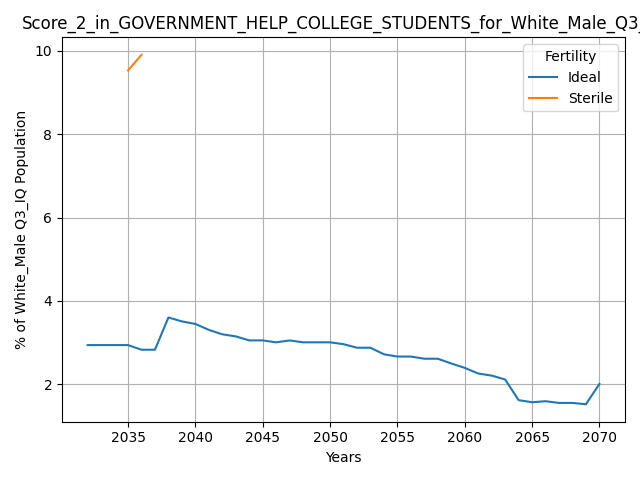 Score_2_in_GOVERNMENT_HELP_COLLEGE_STUDENTS_for_White_Male_Q3_
Fertility
Ideal
Sterile
% of White_Male Q3_IQ Population
10
8
6
4
2
2035 2040 2045 2050 2055 2060 2065 2070
Years